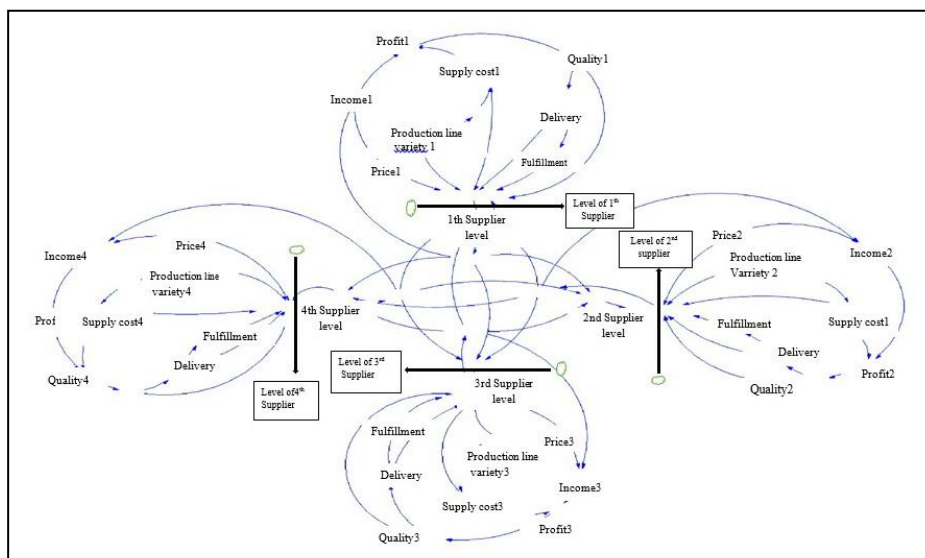 Profit1
Quality1
Supply cost1
Income1
Delivery
Production line
variety 1
Fulfillment
Price1
Level of 1th
Supplier
1th Supplier
level
Level of 2nd
supplier
Price2
Income2
Production line
Varriety 2
2nd Supplier
level
Fulfillment
Supply cost1
Delivery
Profit2
Quality2
Income4
Price4
Production line
variety4
Prof
Supply cost4
4th Supplier
level
Fulfillment
Delivery
Quality4
Level of4th
Supplier
Level of 3rd
Supplier
3rd Supplier
level
Fulfillment
Price3
Production line
variety3
Delivery
Income3
Supply cost3
Profit3
Quality3